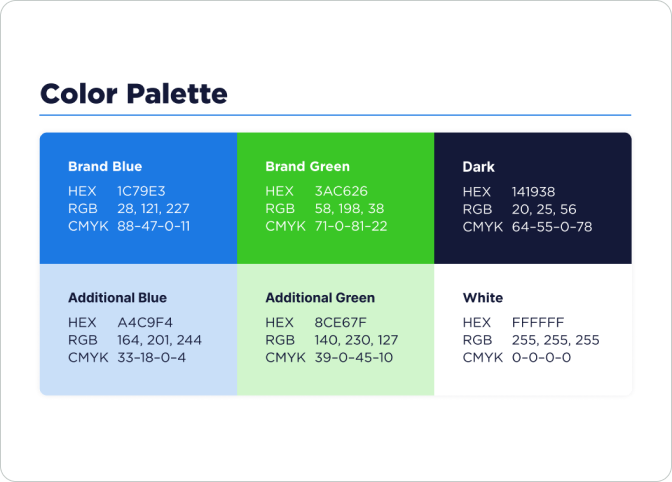 Color Palette
Brand Blue
HEX 1C79E3
RGB 28, 121, 227
CMYK 88–47–0–11
Brand Green
HEX 3AC626
RGB 58, 198, 38
CMYK 71–0–81–22
Dark
HEX 141938
RGB 20, 25, 56
CMYK 64–55–0–78
Additional Blue
HEX A4C9F4
RGB 164, 201, 244
CMYK 33–18–0–4
Additional Green
HEX 8CE67F
RGB 140, 230, 127
CMYK 39–0–45–10
White
HEX FFFFFF
RGB 255, 255, 255
CMYK 0–0–0–0